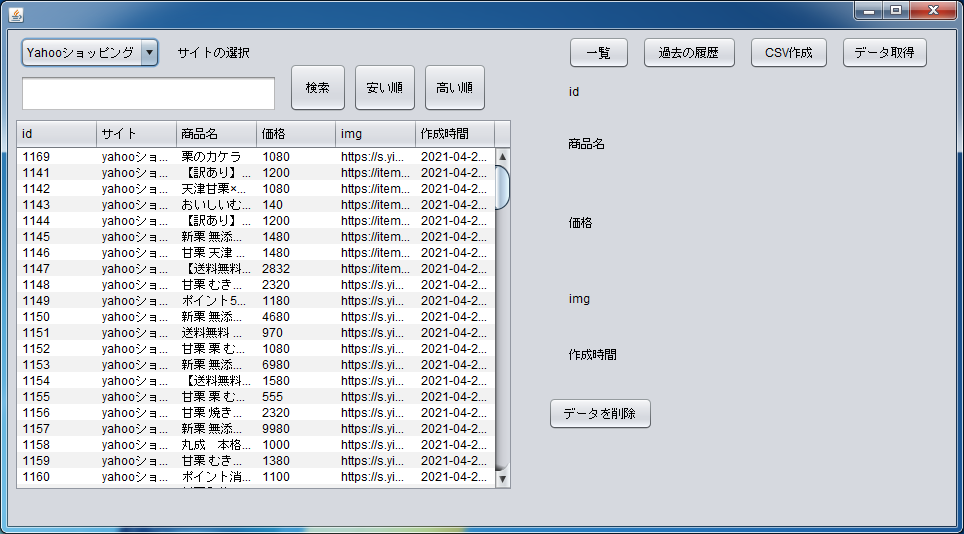 Yahooショッピング サイトの選択 一覧 過去の履歴 CSV作成 データ取得
検索 安い順 高い順
id
商品名
価格
img
作成時間
データを削除
id サイト 商品名 価格 img 作成時間
1169 yahooショ... 栗のカケラ 1080 https://s.yi... 2021-04-2...
1141 yahooショ... 【訳あり】... 1200 https://item... 2021-04-2...
1142 yahooショ... 天津甘栗×... 1080 https://item... 2021-04-2...
1143 yahooショ... おいしいむ... 140 https://item... 2021-04-2...
1144 yahooショ... 【訳あり】... 1200 https://item... 2021-04-2...
1145 yahooショ... 新栗 無添... 1480 https://item... 2021-04-2...
1146 yahooショ... 甘栗 天津 ... 1480 https://item... 2021-04-2...
1147 yahooショ... 【送料無料... 2832 https://item... 2021-04-2...
1148 yahooショ... 甘栗 むき... 2320 https://s.yi... 2021-04-2...
1149 yahooショ... ポイント5... 1180 https://s.yi... 2021-04-2...
1150 yahooショ... 新栗 無添... 4680 https://s.yi... 2021-04-2...
1151 yahooショ... 送料無料 ... 970 https://s.yi... 2021-04-2...
1152 yahooショ... 甘栗 栗 む... 1080 https://s.yi... 2021-04-2...
1153 yahooショ... 新栗 無添... 6980 https://s.yi... 2021-04-2...
1154 yahooショ... 【送料無料... 1580 https://s.yi... 2021-04-2...
1155 yahooショ... 甘栗 栗 む... 555 https://s.yi... 2021-04-2...
1156 yahooショ... 甘栗 焼き... 2320 https://s.yi... 2021-04-2...
1157 yahooショ... 新栗 無添... 9980 https://s.yi... 2021-04-2...
1158 yahooショ... 丸成　本格... 1000 https://s.yi... 2021-04-2...
1159 yahooショ... 甘栗 むき... 1380 https://s.yi... 2021-04-2...
1160 yahooショ... ポイント消... 1100 https://s.yi... 2021-04-2...